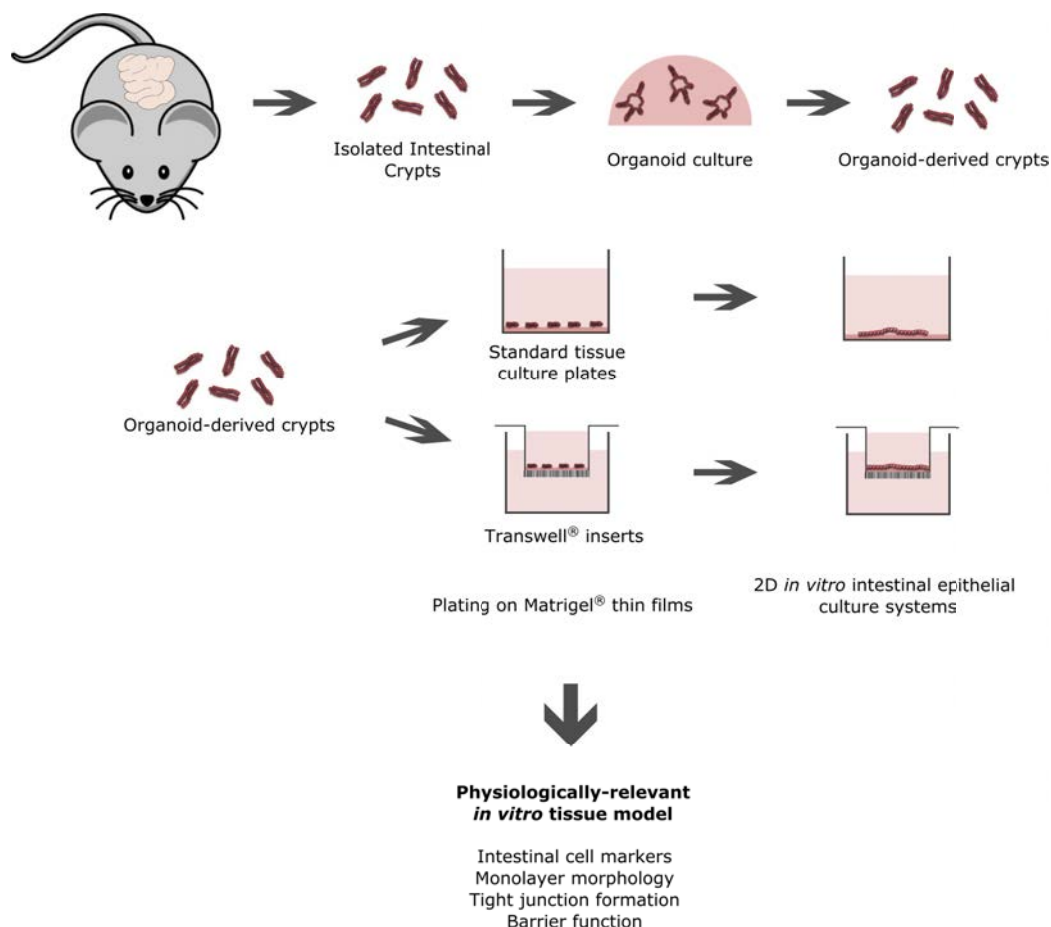 Isolated Intestinal
Crypts
Organoid culture
Organoid-derived crypts
Standard tissue
culture plates
Organoid-derived crypts
Transwell® inserts
Plating on Matrigel® thin films
2D in vitro intestinal epithelial
culture systems
Physiologically-relevant
in vitro tissue model
Intestinal cell markers
Monolayer morphology
Tight junction formation
Barrier function